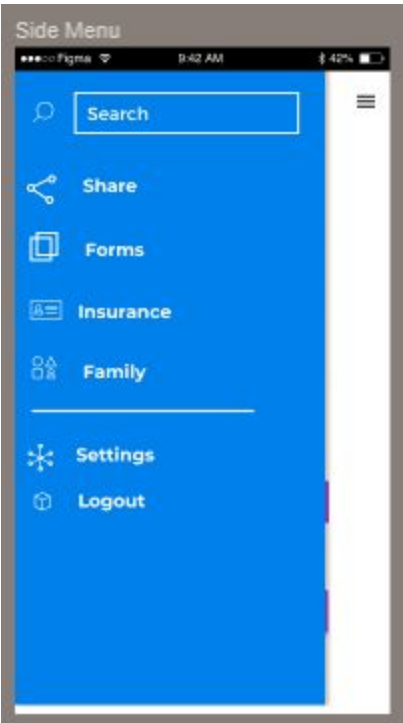 Side Menu
Figma 9:42 AM 42%
Search
Share
Forms
Insurance
Family
Settings
Logout